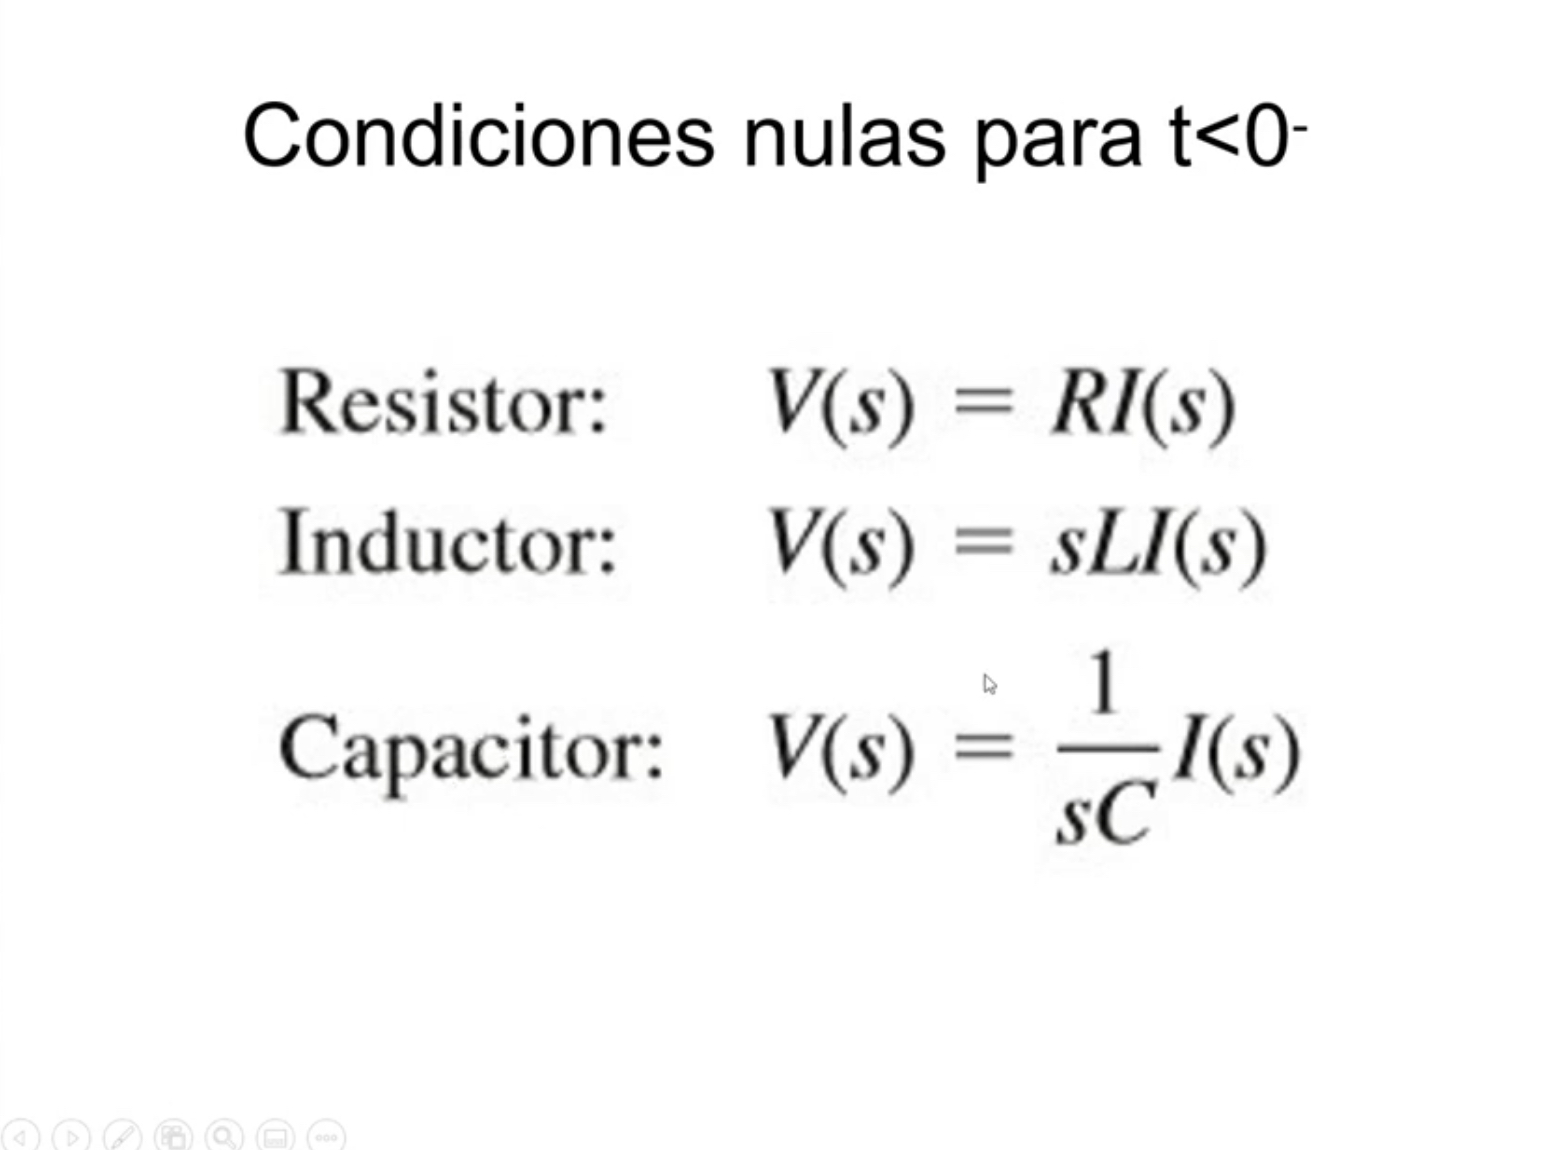 Condiciones nulas para t<0⁻
Resistor: V(s) = RI(s)
Inductor: V(s) = sLI(s)
Capacitor: V(s) = 1/sC I(s)